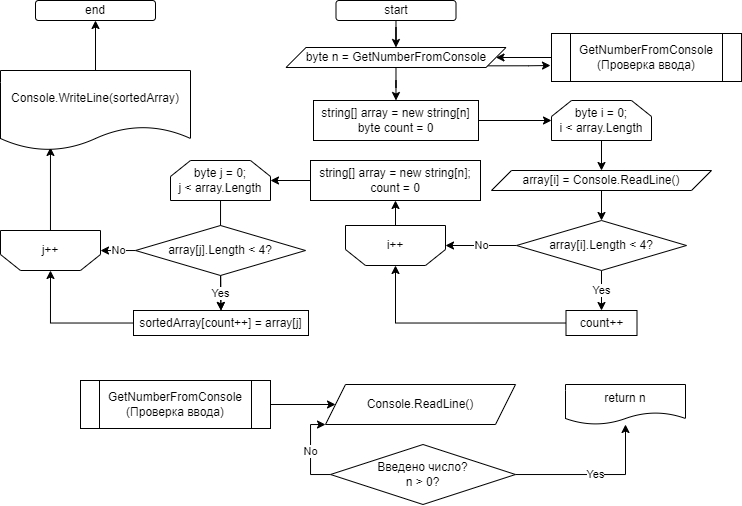 end
start
byte n = GetNumberFromConsole
GetNumberFromConsole
(Проверка ввода)
Console.WriteLine(sortedArray)
string[] array = new string[n]
byte count = 0
byte i = 0;
i < array.Length
byte j = 0;
j < array.Length
string[] array = new string[n];
count = 0
array[i] = Console.ReadLine()
j++
No
array[j].Length < 4?
i++
No
array[i].Length < 4?
Yes
Yes
sortedArray[count++] = array[j]
count++
GetNumberFromConsole
(Проверка ввода)
Console.ReadLine()
return n
No
Введено число?
n > 0?
Yes